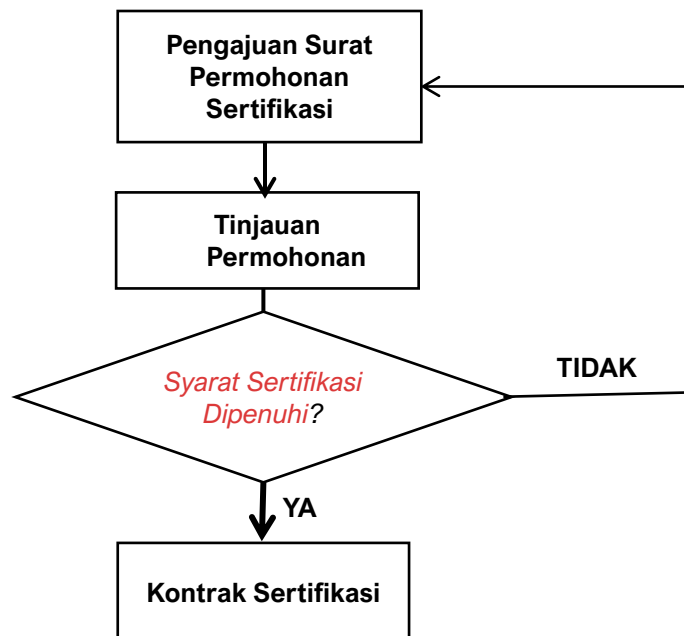 Pengajuan Surat
Permohonan
Sertifikasi
Tinjauan
Permohonan
Syarat Sertifikasi
Dipenuhi?
TIDAK
YA
Kontrak Sertifikasi